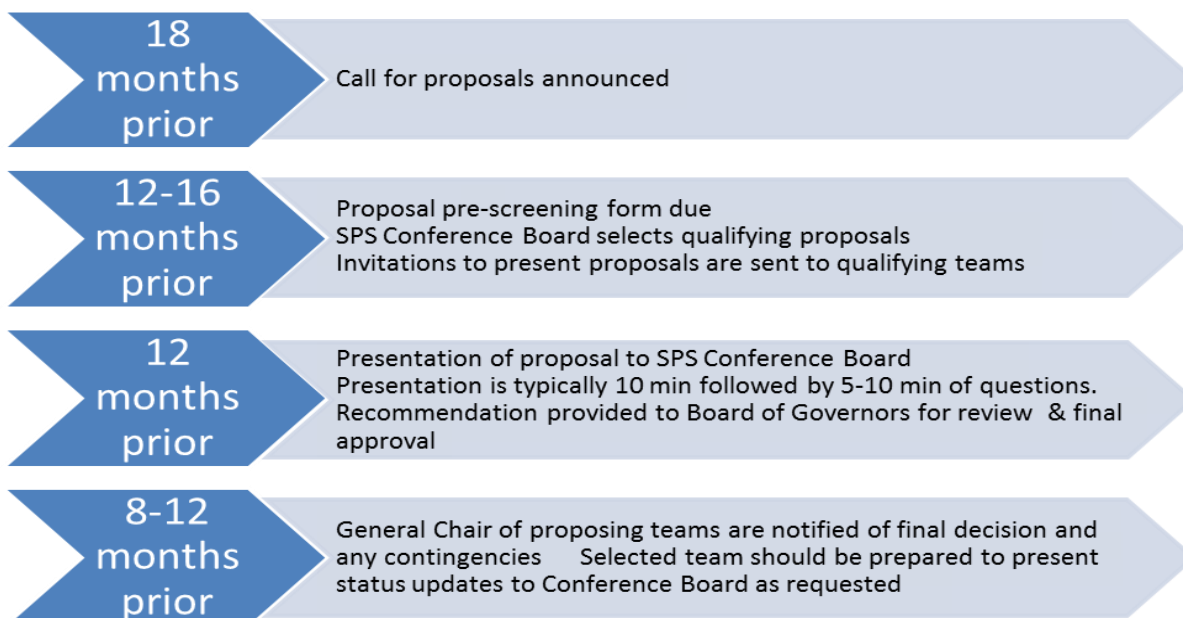 18
months
prior
Call for proposals announced
12-16
months
prior
Proposal pre-screening form due
SPS Conference Board selects qualifying proposals
Invitations to present proposals are sent to qualifying teams
12
months
prior
Presentation of proposal to SPS Conference Board
Presentation is typically 10 min followed by 5-10 min of questions.
Recommendation provided to Board of Governors for review & final
approval
8-12
months
prior
General Chair of proposing teams are notified of final decision and
any contingencies Selected team should be prepared to present
status updates to Conference Board as requested